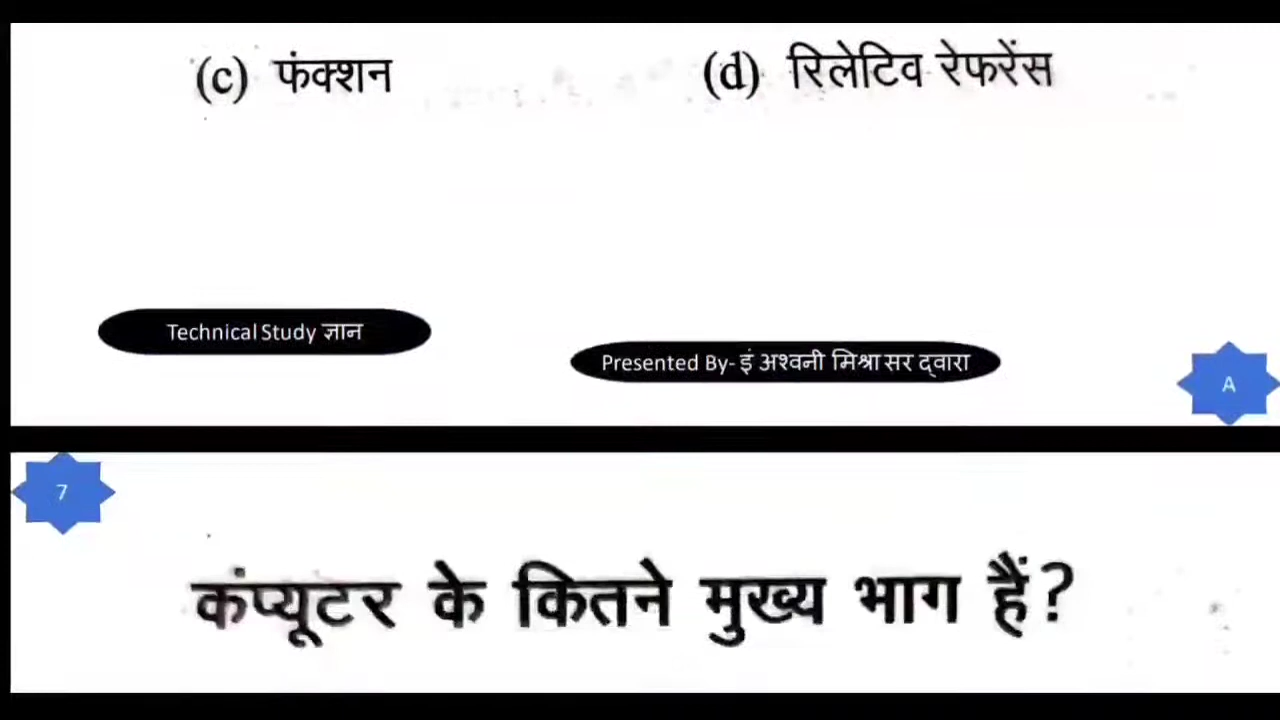 (c) फंक्शन (d) रिलेटिव रेफरेंस
Technical Study ज्ञान
Presented By- इं अश्वनी मिश्रा सर द्वारा
A
7
कंप्यूटर के कितने मुख्य भाग हैं?